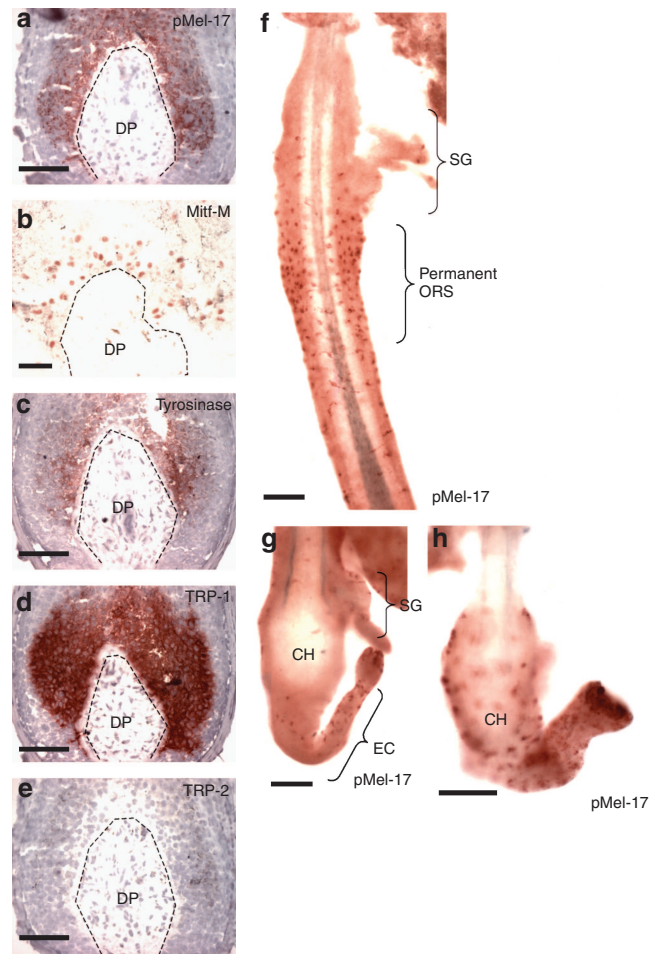 a
pMel-17
DP
b
Mitf-M
DP
c
Tyrosinase
DP
d
TRP-1
DP
e
TRP-2
DP
f
SG
Permanent
ORS
pMel-17
g
SG
CH
EC
pMel-17
h
CH
pMel-17